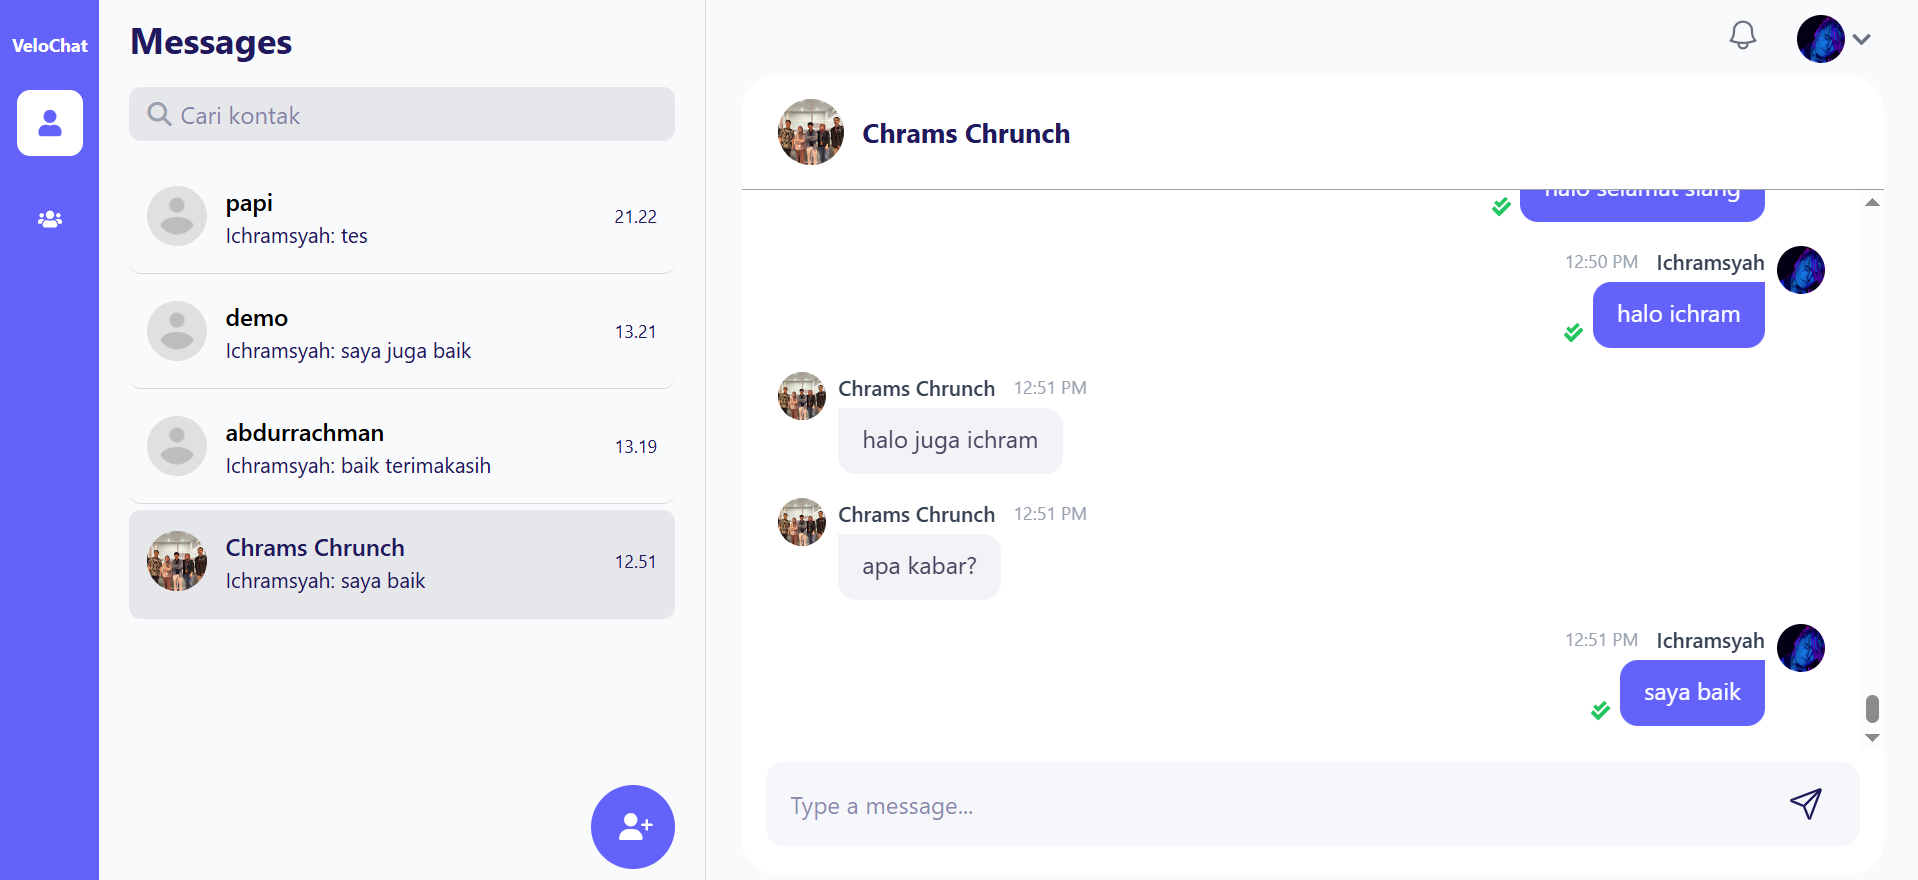 VeloChat
Messages
Cari kontak
papi
21.22
Ichramsyah: tes
demo
13.21
Ichramsyah: saya juga baik
abdurrachman
13.19
Ichramsyah: baik terimakasih
Chrams Chrunch
12.51
Ichramsyah: saya baik
Chrams Chrunch
halo selamat siang
12:50 PM Ichramsyah
halo ichram
Chrams Chrunch 12:51 PM
halo juga ichram
Chrams Chrunch 12:51 PM
apa kabar?
12:51 PM Ichramsyah
saya baik
Type a message...